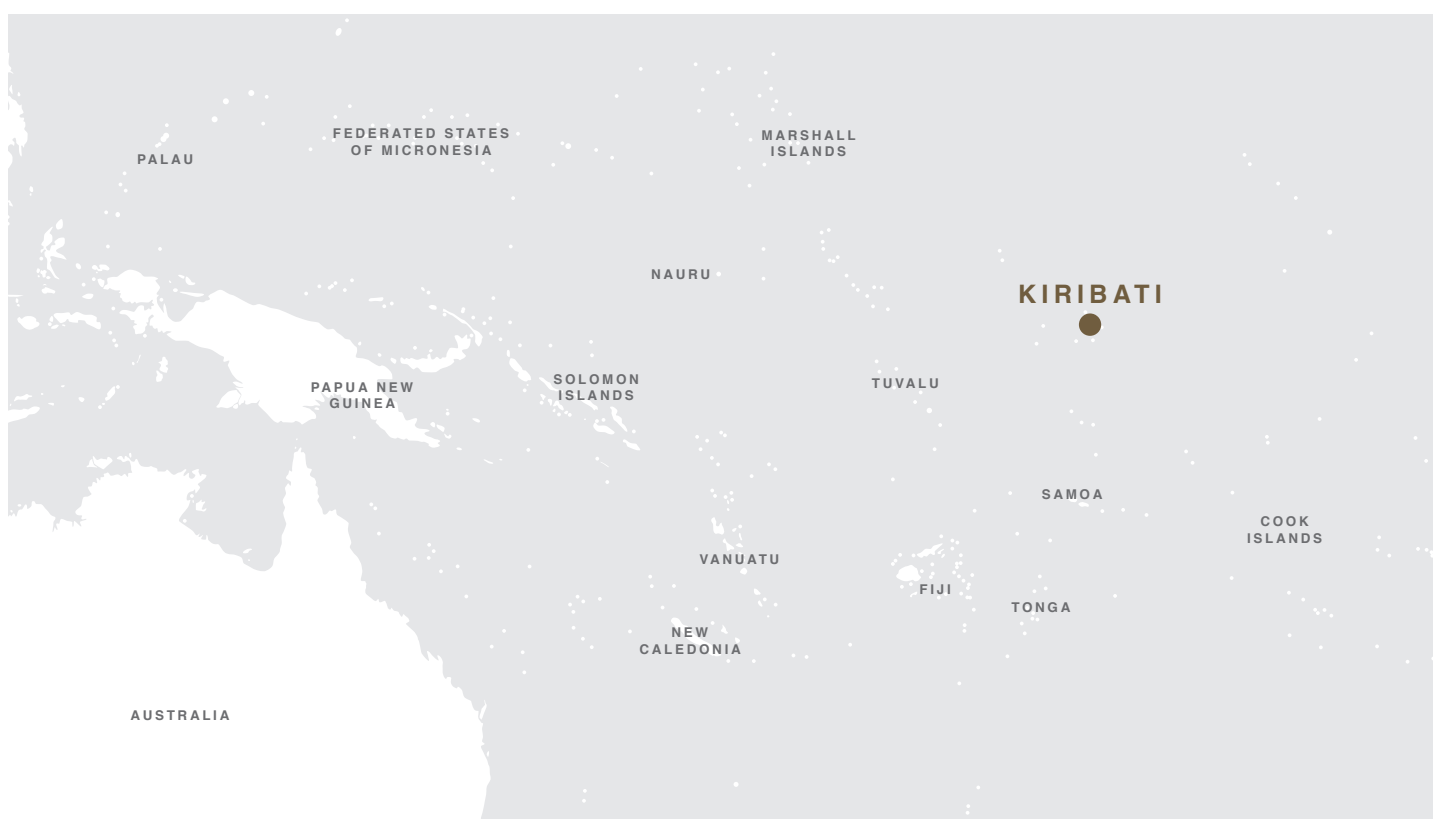 FEDERATED STATES
OF MICRONESIA
MARSHALL
ISLANDS
PALAU
NAURU
KIRIBATI
PAPUA NEW
GUINEA
SOLOMON
ISLANDS
TUVALU
SAMOA
COOK
ISLANDS
VANUATU
FIJI
TONGA
NEW
CALEDONIA
AUSTRALIA